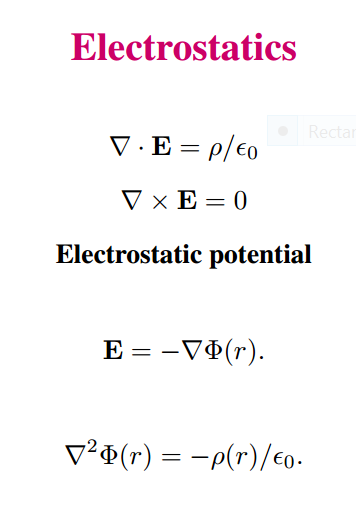 Electrostatics
∇ · E = ρ/ϵ₀
∇ × E = 0
Electrostatic potential
E = −∇Φ(r).
∇²Φ(r) = −ρ(r)/ϵ₀.